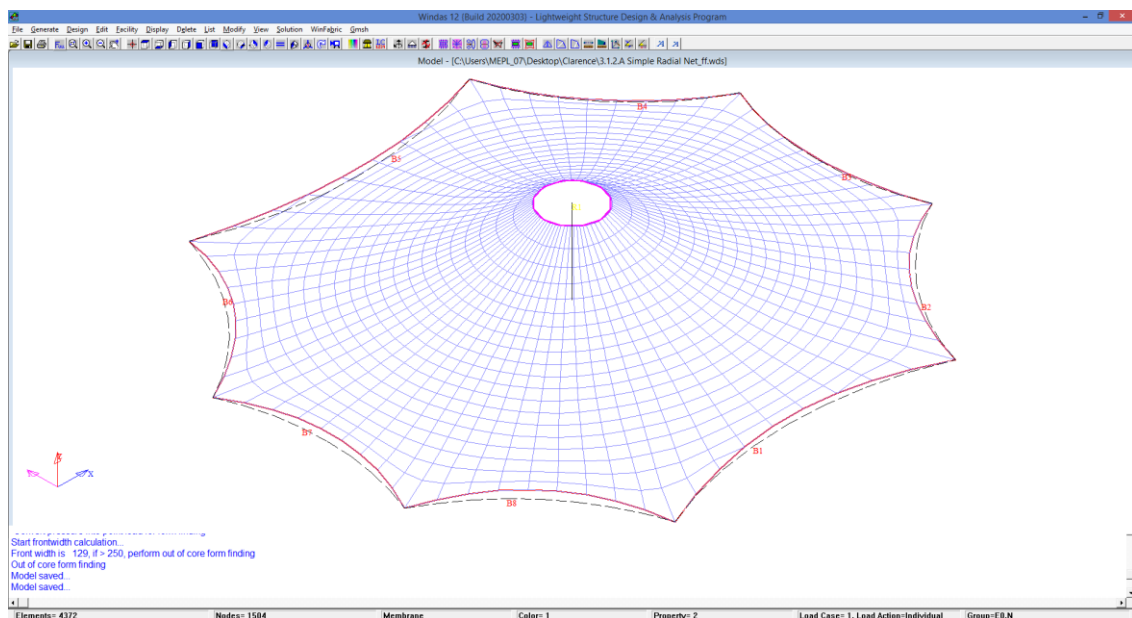 Windas 12 (Build 20200303) - Lightweight Structure Design & Analysis Program
File Generate Design Edit Facility Display Delete List Modify View Solution WinFabric Gmsh
Model - [C:\Users\MEPL_07\Desktop\Clarence\3.1.2.A Simple Radial Net_ff.wds]
B4
B5
B3
B6
B2
B7
B1
B8
X
Start frontwidth calculation...
Front width is 129, if > 250, perform out of core form finding
Out of core form finding
Model saved...
Model saved...
Elements= 4372 Nodes= 1504 Membrane Color= 1 Property= 2 Load Case= 1, Load Action=Individual Group=E0,N